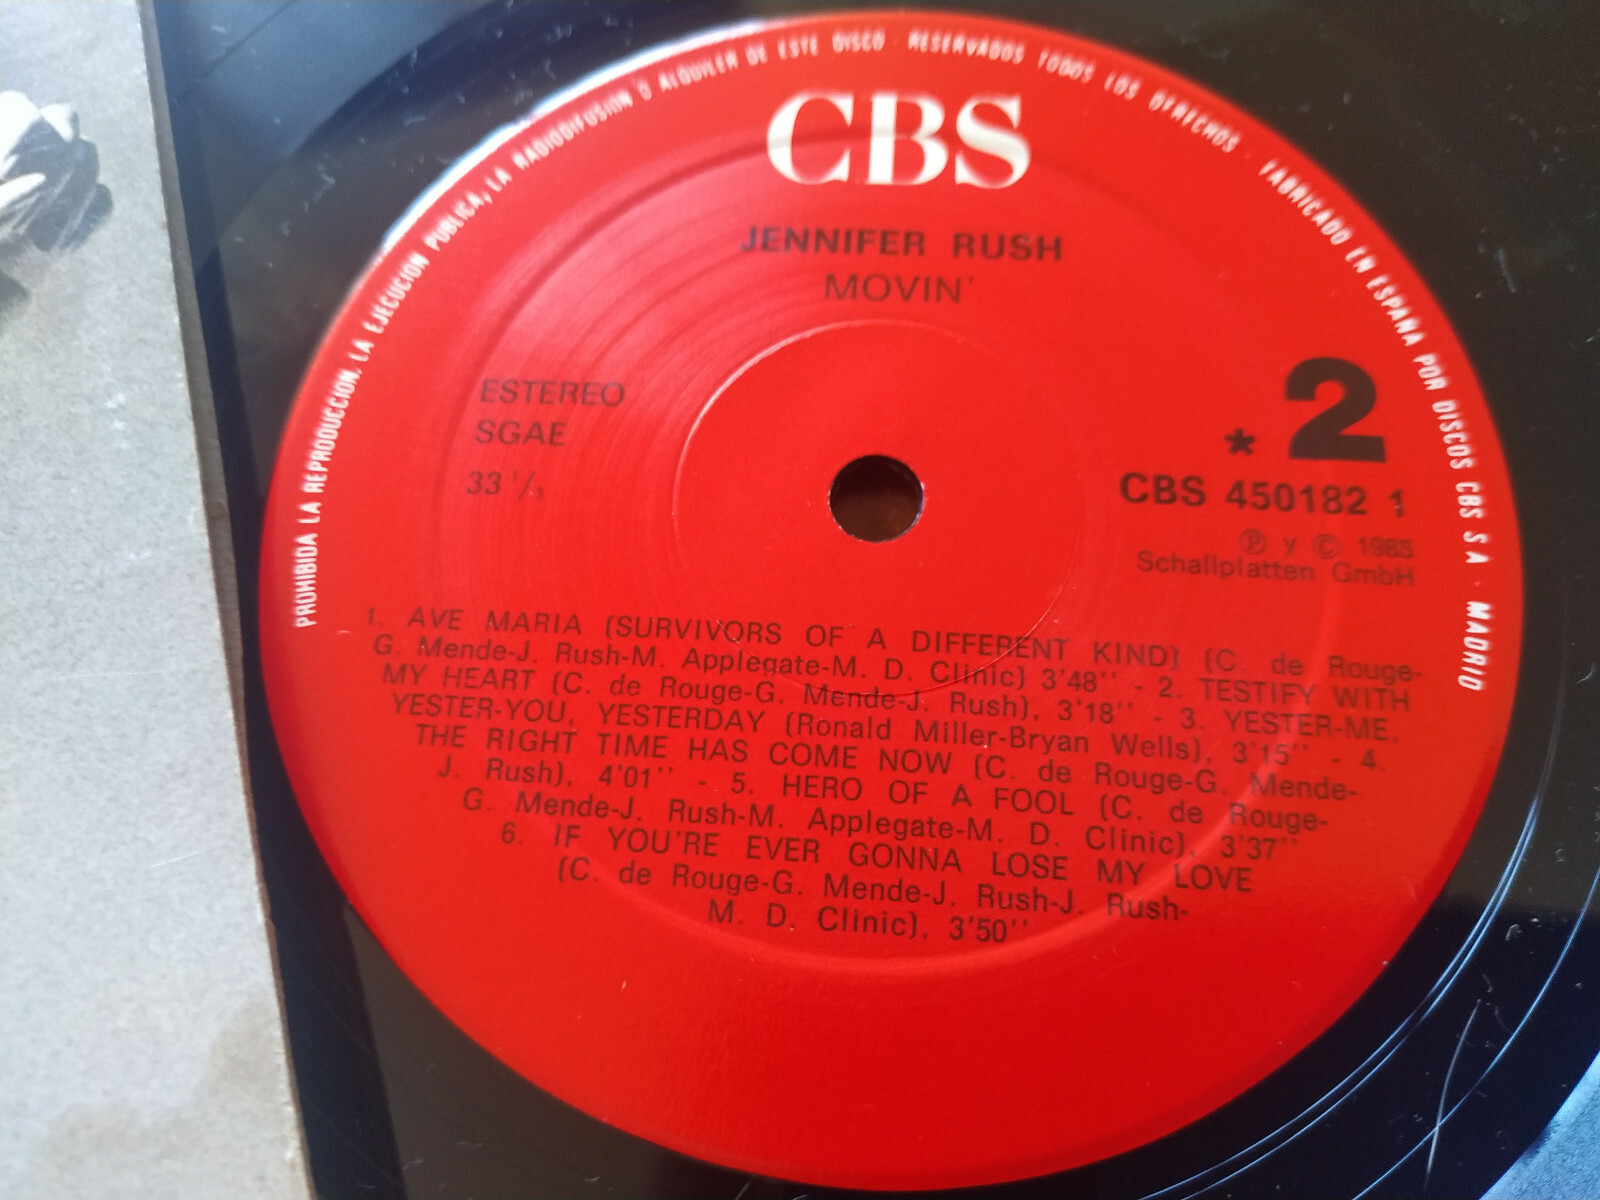 PROHIBIDA LA REPRODUCCION, LA EJECUCION PUBLICA, LA RADIODIFUSION O ALQUILER DE ESTE DISCO · RESERVADOS TODOS LOS DERECHOS · FABRICADO EN ESPAÑA POR DISCOS CBS S A · MADRID
CBS
JENNIFER RUSH
MOVIN'
ESTEREO
SGAE
33 1/3
* 2
CBS 450182 1
Ⓟ y © 1985
Schallplatten GmbH
1. AVE MARIA (SURVIVORS OF A DIFFERENT KIND) (C. de Rouge-
G. Mende-J. Rush-M. Applegate-M. D. Clinic) 3'48'' - 2. TESTIFY WITH
MY HEART (C. de Rouge-G. Mende-J. Rush), 3'18'' - 3. YESTER-ME,
YESTER-YOU, YESTERDAY (Ronald Miller-Bryan Wells), 3'15'' - 4.
THE RIGHT TIME HAS COME NOW (C. de Rouge-G. Mende-
J. Rush), 4'01'' - 5. HERO OF A FOOL (C. de Rouge-
G. Mende-J. Rush-M. Applegate-M. D. Clinic), 3'37''
6. IF YOU'RE EVER GONNA LOSE MY LOVE
(C. de Rouge-G. Mende-J. Rush-J. Rush-
M. D. Clinic), 3'50''